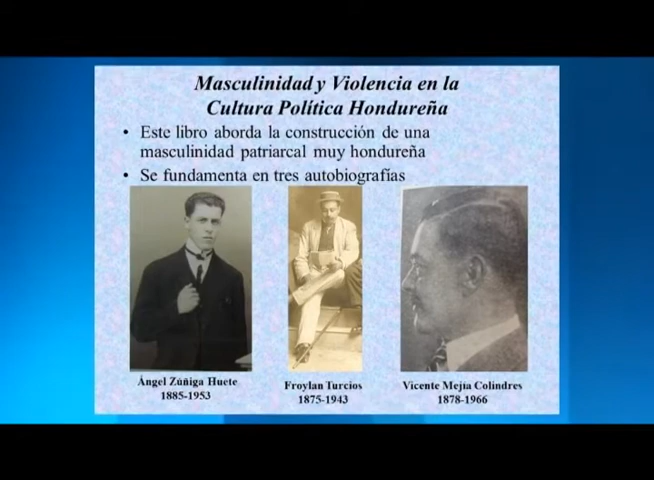 Masculinidad y Violencia en la
Cultura Política Hondureña
• Este libro aborda la construcción de una
masculinidad patriarcal muy hondureña
• Se fundamenta en tres autobiografías
Ángel Zúñiga Huete
1885-1953
Froylan Turcios
1875-1943
Vicente Mejía Colindres
1878-1966